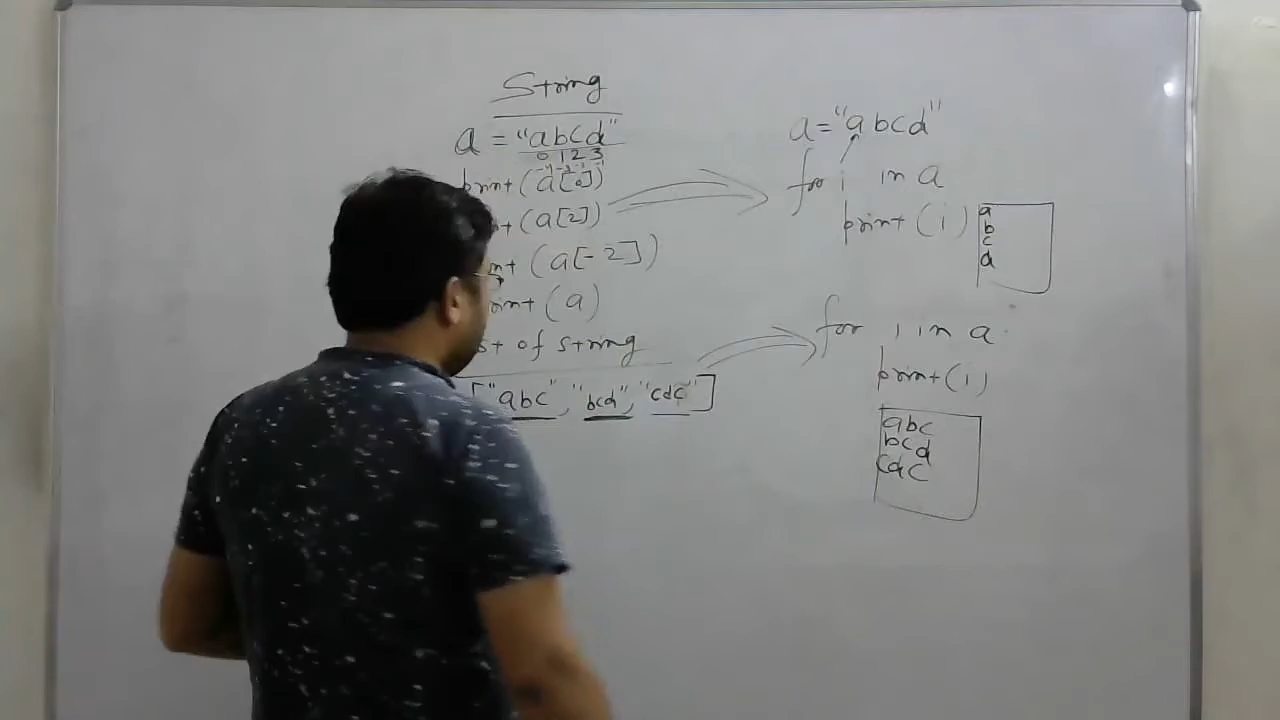 String
a = "abcd"
0 1 2 3
print (a[0])
(a[2])
(a[-2])
(a)
of string
["abc", "bcd", "cdc"]
a = "abcd"
for i in a
print (i)
a
b
c
d
for i in a
print (i)
abc
bcd
cdc